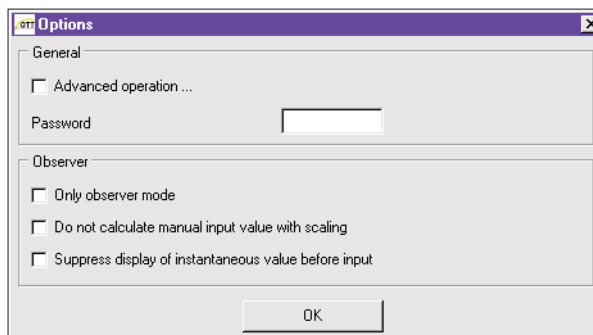 OTT Options
General
Advanced operation ...
Password
Observer
Only observer mode
Do not calculate manual input value with scaling
Suppress display of instantaneous value before input
OK